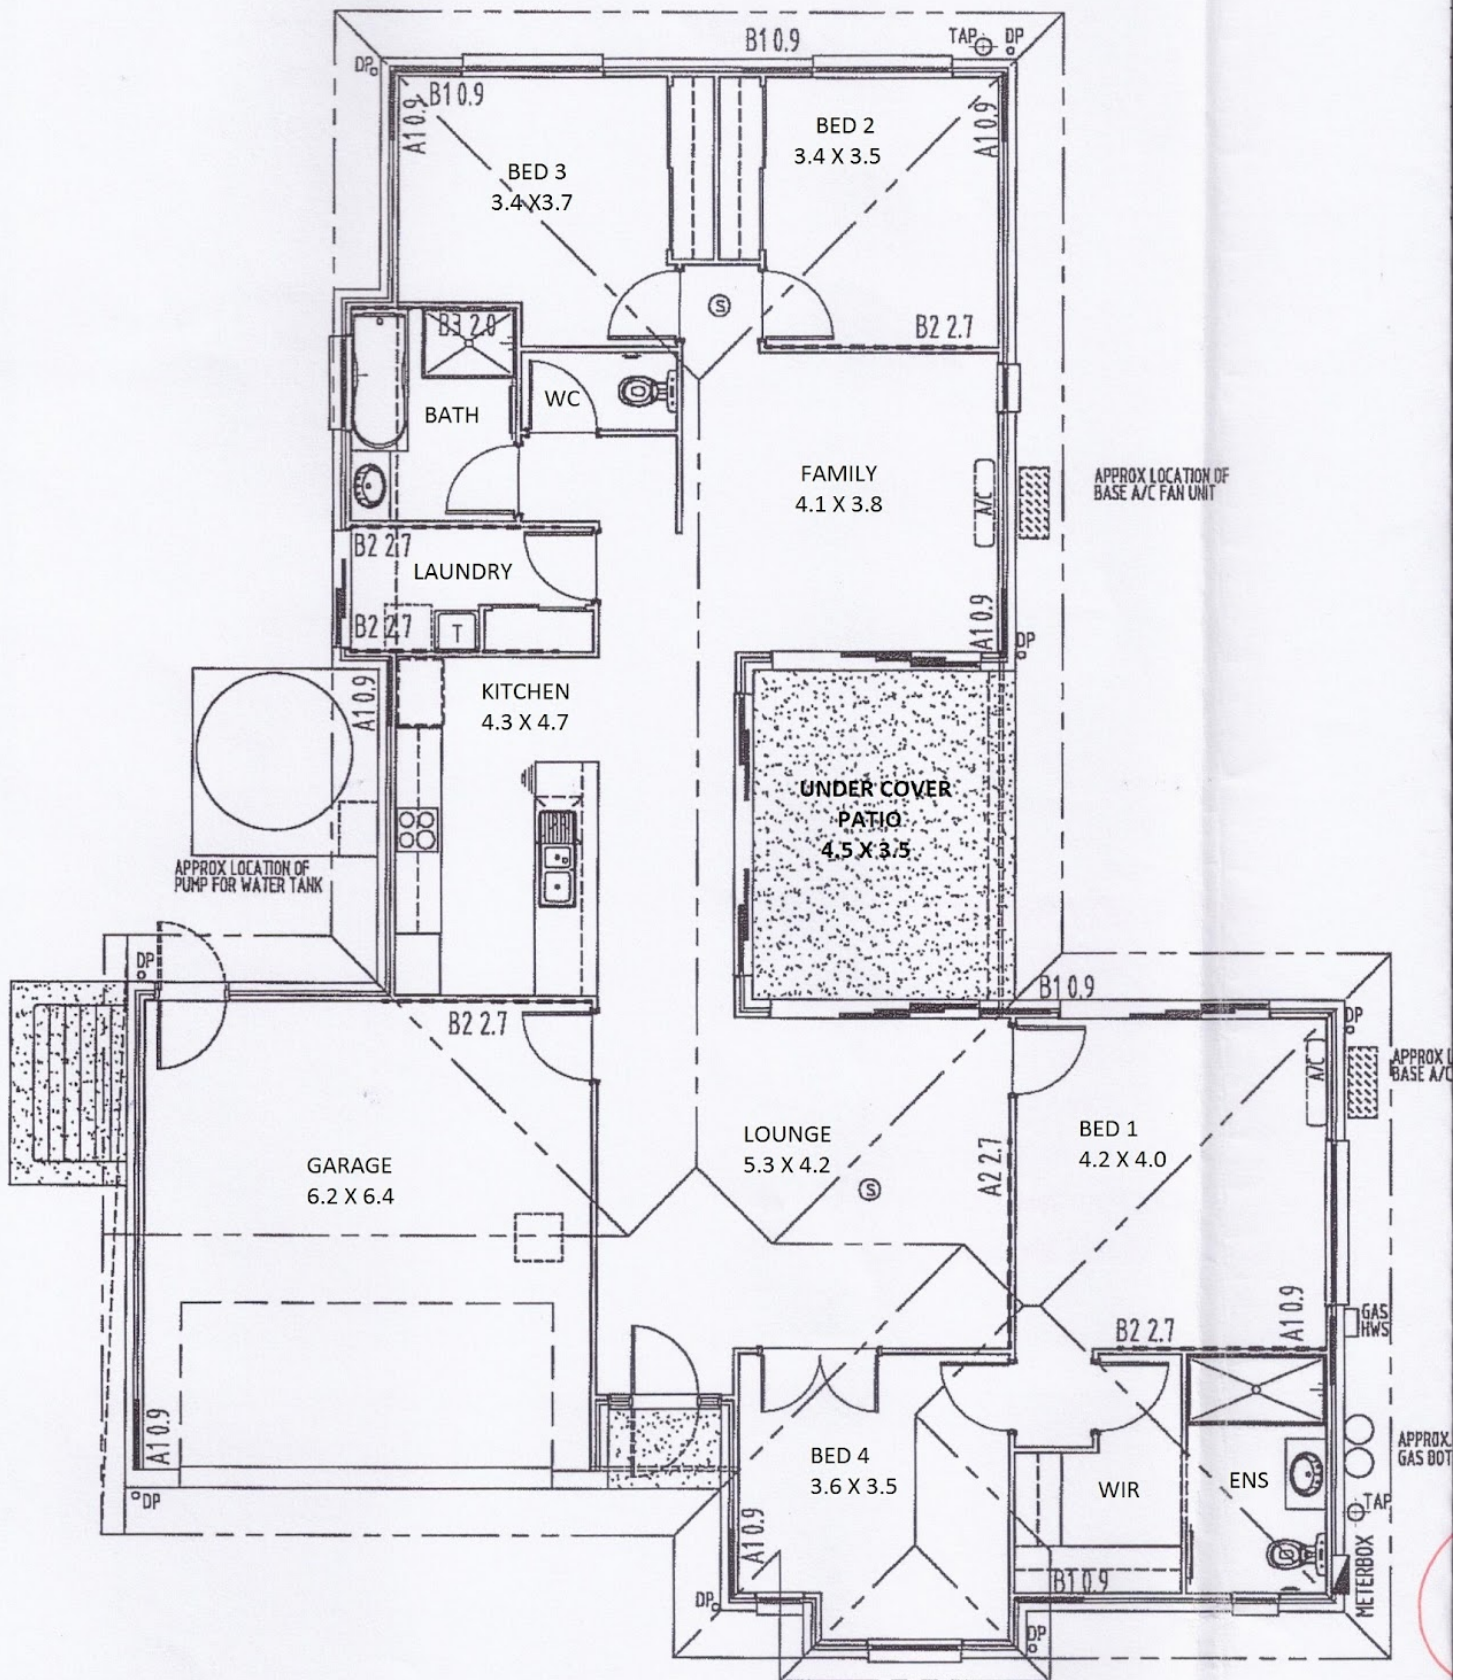 B1 0.9
TAP
DP
DP
B1 0.9
A1 0.9
A1 0.9
BED 2
3.4 X 3.5
BED 3
3.4 X3.7
S
B3 2.0
B2 2.7
WC
BATH
FAMILY
4.1 X 3.8
A/C
APPROX LOCATION OF
BASE A/C FAN UNIT
B2 2.7
LAUNDRY
B2 2.7
T
A1 0.9
DP
KITCHEN
4.3 X 4.7
A1 0.9
UNDER COVER
PATIO
4.5 X 3.5
APPROX LOCATION OF
PUMP FOR WATER TANK
DP
B1 0.9
DP
B2 2.7
A/C
APPROX L
BASE A/C
LOUNGE
5.3 X 4.2
BED 1
4.2 X 4.0
A2 2.7
GARAGE
6.2 X 6.4
S
A1 0.9
GAS
HWS
B2 2.7
A1 0.9
BED 4
3.6 X 3.5
WIR
ENS
APPROX.
GAS BOT
DP
TAP
A1 0.9
METERBOX
B1 0.9
DP
DP